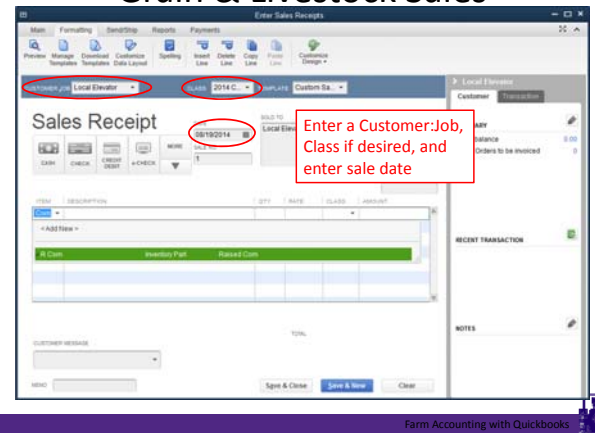 Grain & Livestock Sales
Enter Sales Receipts
Main Formatting Send/Ship Reports Payments
Preview Manage Templates Download Templates Customize Data Layout Spelling Insert Line Delete Line Copy Line Paste Line Customize Design
CUSTOMER:JOB Local Elevator CLASS 2014 C... TEMPLATE Custom Sa...
Local Elevator
Customer Transaction
Sales Receipt
DATE
08/19/2014
SALE NO.
1
SOLD TO
Local Elev
Enter a Customer:Job,
Class if desired, and
enter sale date
CASH CHECK CREDIT DEBIT e-CHECK MORE
balance 0.00
Orders to be invoiced 0
ITEM DESCRIPTION QTY RATE CLASS AMOUNT
Corn
< Add New >
R Corn Inventory Part Raised Corn
RECENT TRANSACTION
TOTAL
NOTES
CUSTOMER MESSAGE
MEMO
Save & Close Save & New Clear
Farm Accounting with Quickbooks